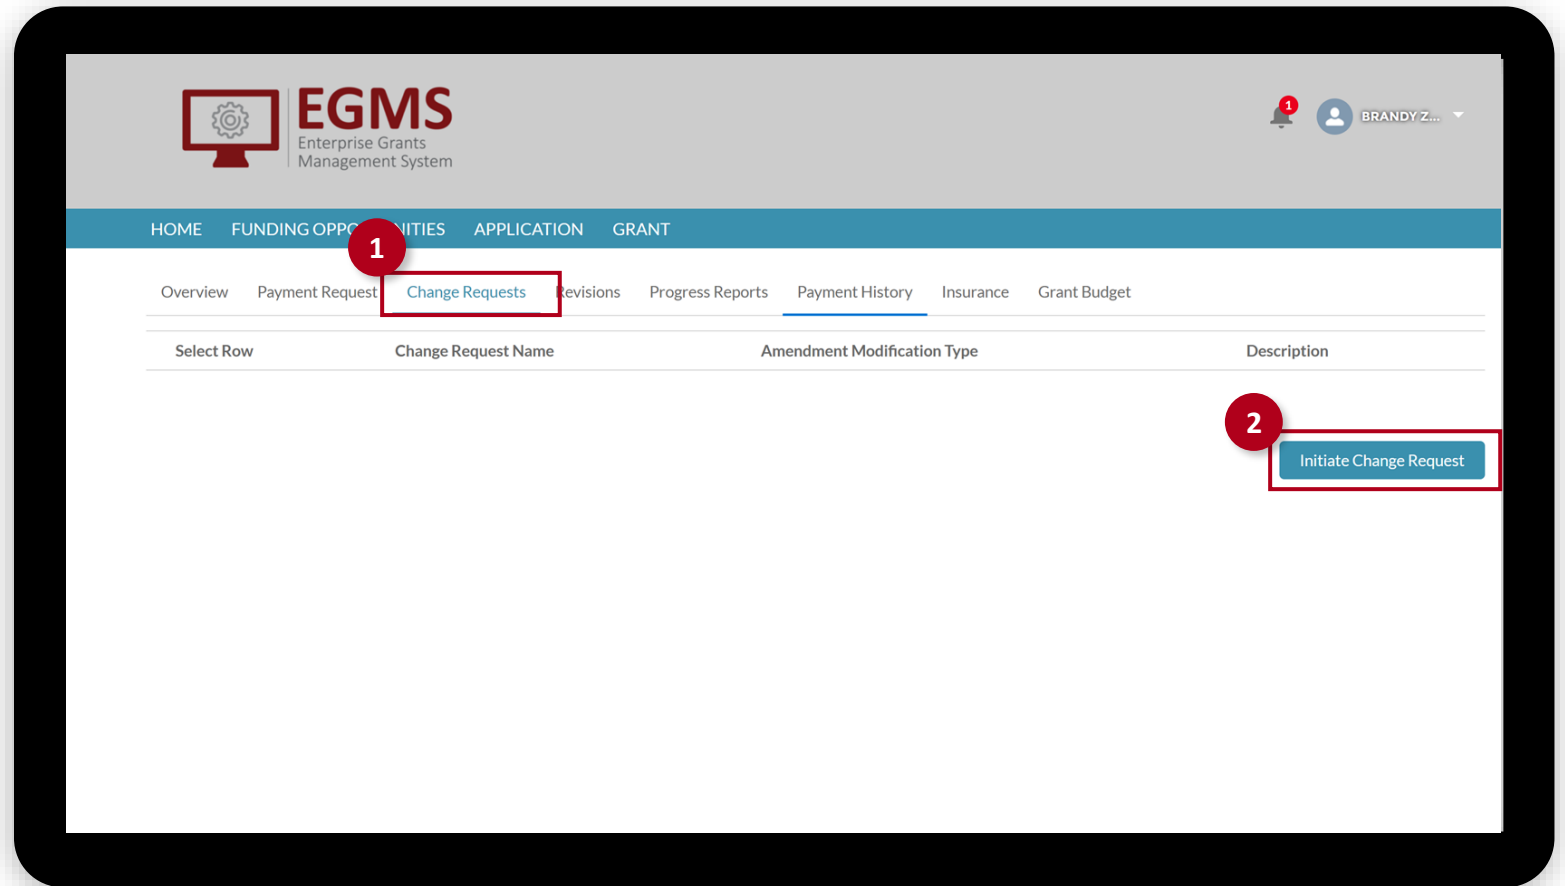 EGMS
Enterprise Grants
Management System
1
BRANDY Z...
HOME FUNDING OPPO NITIES APPLICATION GRANT
1
Overview Payment Request Change Requests Revisions Progress Reports Payment History Insurance Grant Budget
Select Row Change Request Name Amendment Modification Type Description
2
Initiate Change Request